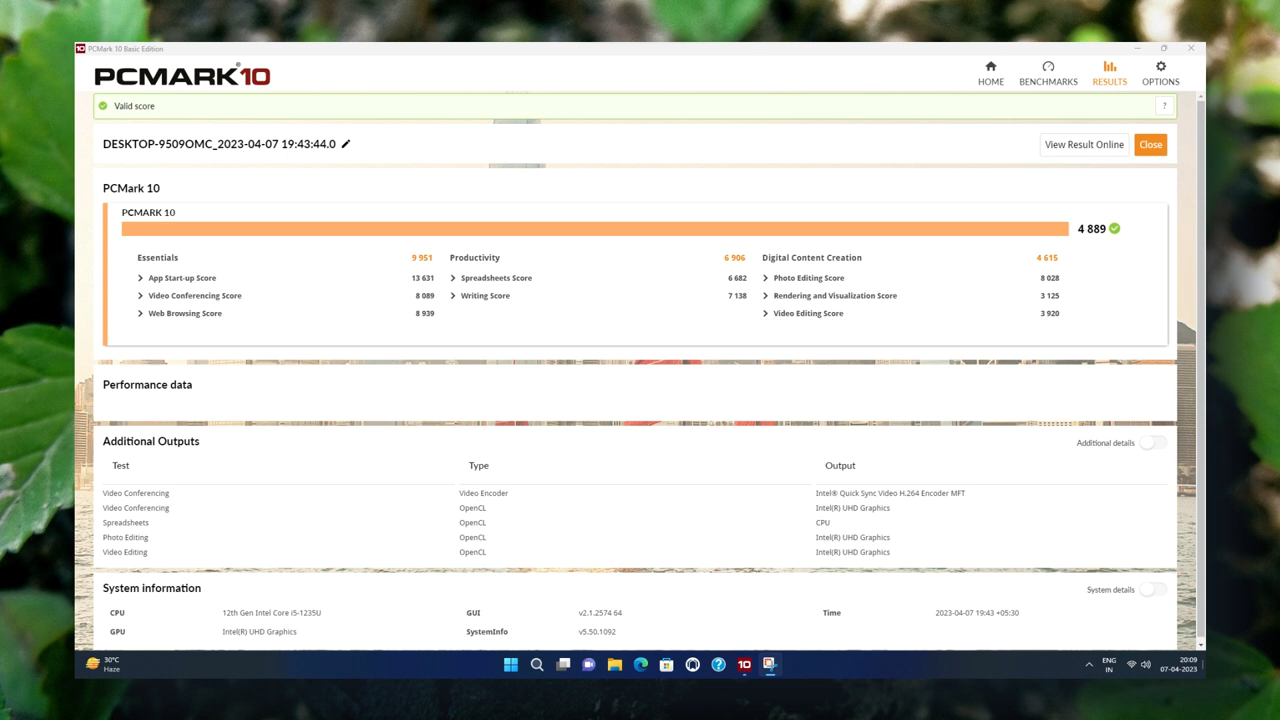 10 PCMark 10 Basic Edition
PCMARK®10
HOME BENCHMARKS RESULTS OPTIONS
Valid score ?
DESKTOP-9509OMC_2023-04-07 19:43:44.0 View Result Online Close
PCMark 10
PCMARK 10
4 889
Essentials 9 951 Productivity 6 906 Digital Content Creation 4 615
App Start-up Score 13 631 Spreadsheets Score 6 682 Photo Editing Score 8 028
Video Conferencing Score 8 089 Writing Score 7 138 Rendering and Visualization Score 3 125
Web Browsing Score 8 939 Video Editing Score 3 920
Performance data
Additional Outputs Additional details
Test Type Output
Video Conferencing Video Encoder Intel® Quick Sync Video H.264 Encoder MFT
Video Conferencing OpenCL Intel(R) UHD Graphics
Spreadsheets OpenCL CPU
Photo Editing OpenCL Intel(R) UHD Graphics
Video Editing OpenCL Intel(R) UHD Graphics
System information System details
CPU 12th Gen Intel Core i5-1235U GUI v2.1.2574 64 Time 2023-04-07 19:43 +05:30
GPU Intel(R) UHD Graphics SystemInfo v5.50.1092
30°C ENG 20:09
Haze 10 IN 07-04-2023